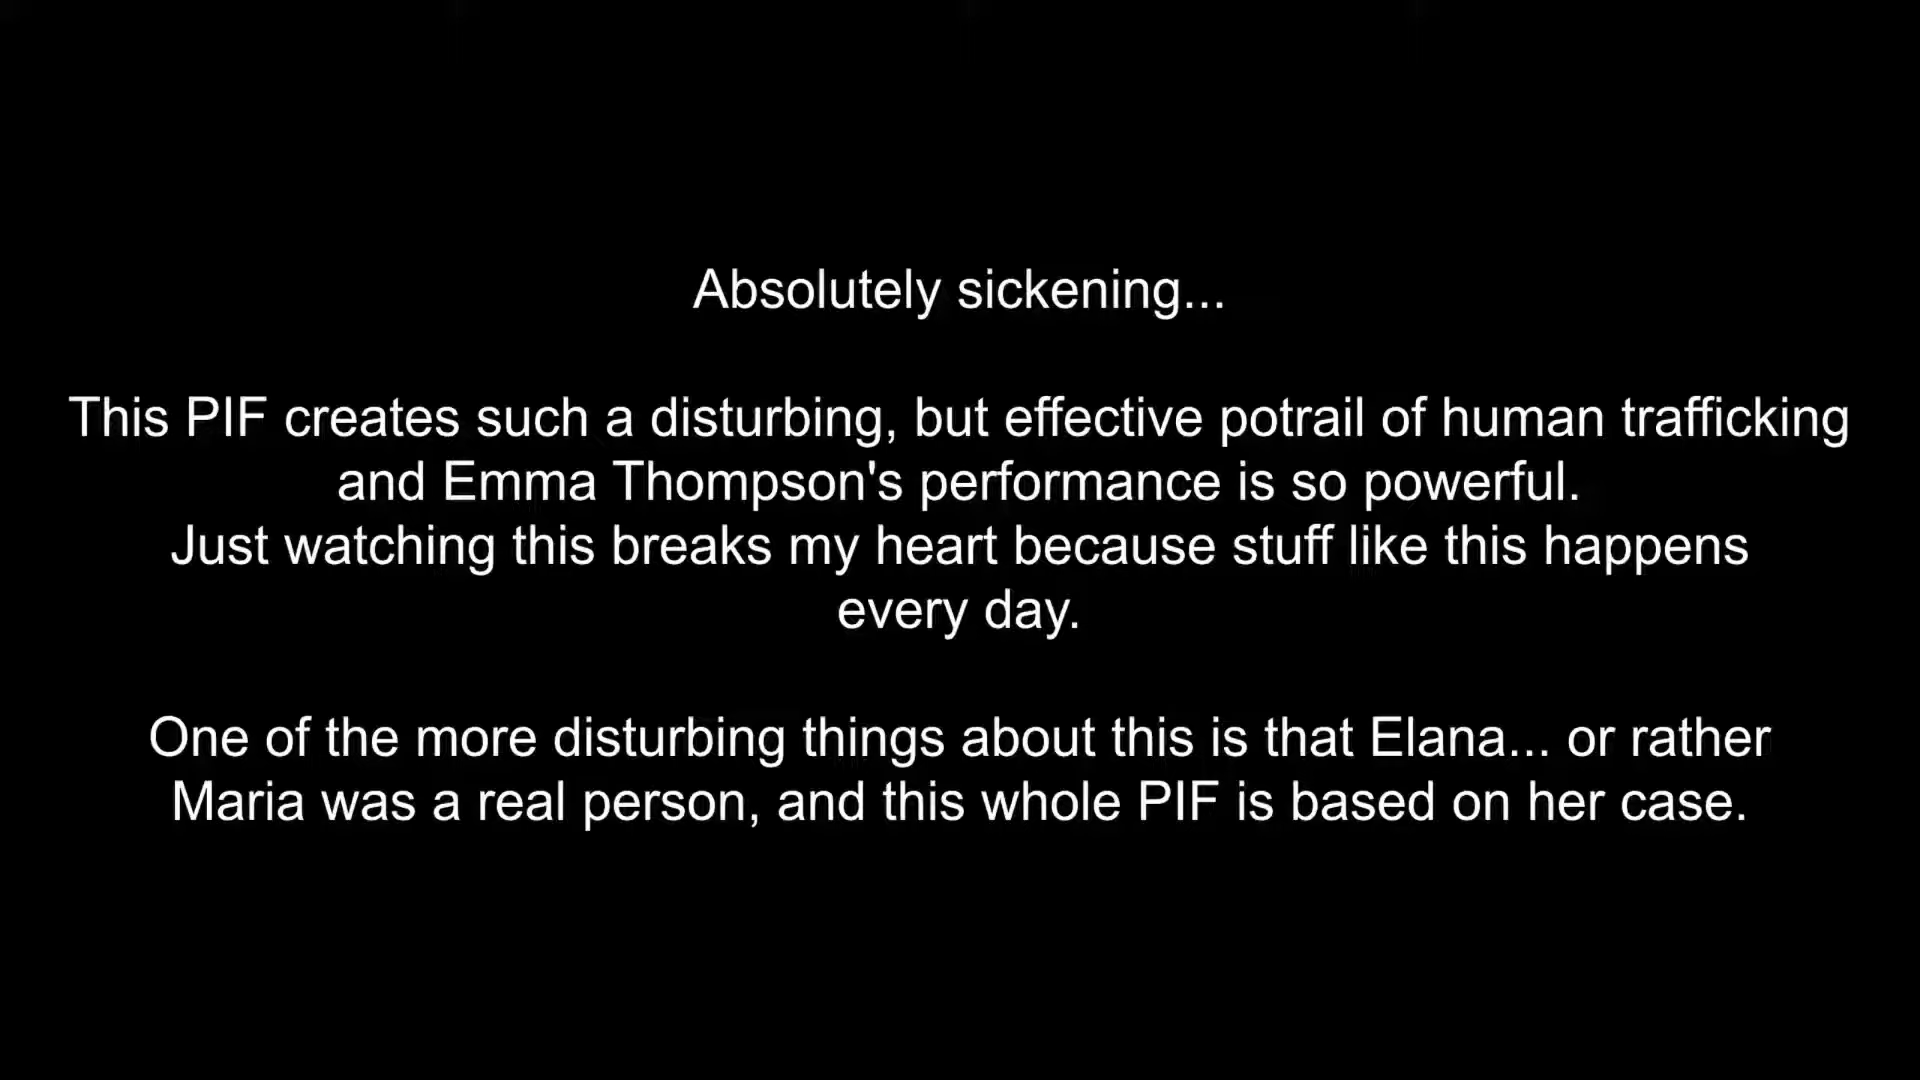 Absolutely sickening...
This PIF creates such a disturbing, but effective potrail of human trafficking
and Emma Thompson's performance is so powerful.
Just watching this breaks my heart because stuff like this happens
every day.
One of the more disturbing things about this is that Elana... or rather
Maria was a real person, and this whole PIF is based on her case.